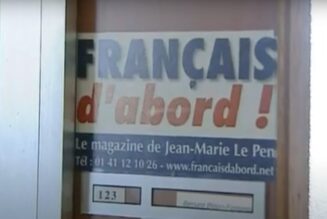 FRANÇAIS
d'abord !
Le magazine de Jean-Marie Le Pen
Tél : 01 41 12 10 26 - www.francaisdabord.net
123